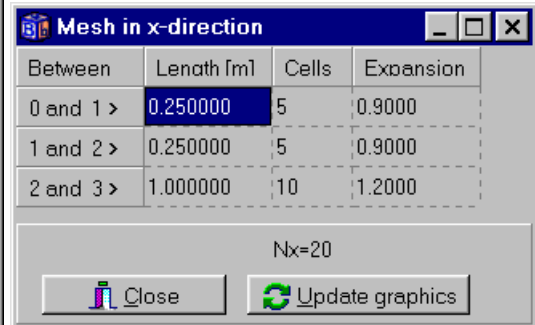 Mesh in x-direction
Between Length [m] Cells Expansion
0 and 1 > 0.250000 5 0.9000
1 and 2 > 0.250000 5 0.9000
2 and 3 > 1.000000 10 1.2000
Nx=20
Close Update graphics